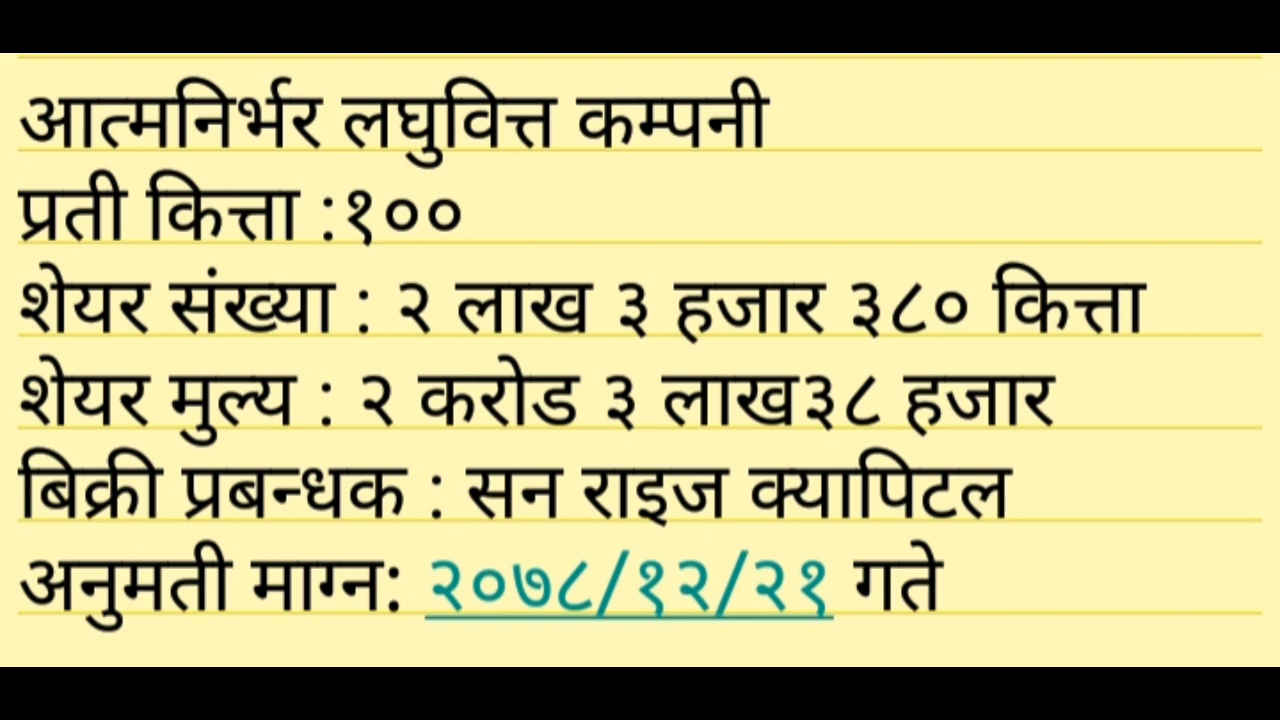 आत्मनिर्भर लघुवित्त कम्पनी
प्रती कित्ता :१००
शेयर संख्या : २ लाख ३ हजार ३८० कित्ता
शेयर मुल्य : २ करोड ३ लाख३८ हजार
बिक्री प्रबन्धक : सन राइज क्यापिटल
अनुमती माग्न: २०७८/१२/२१ गते